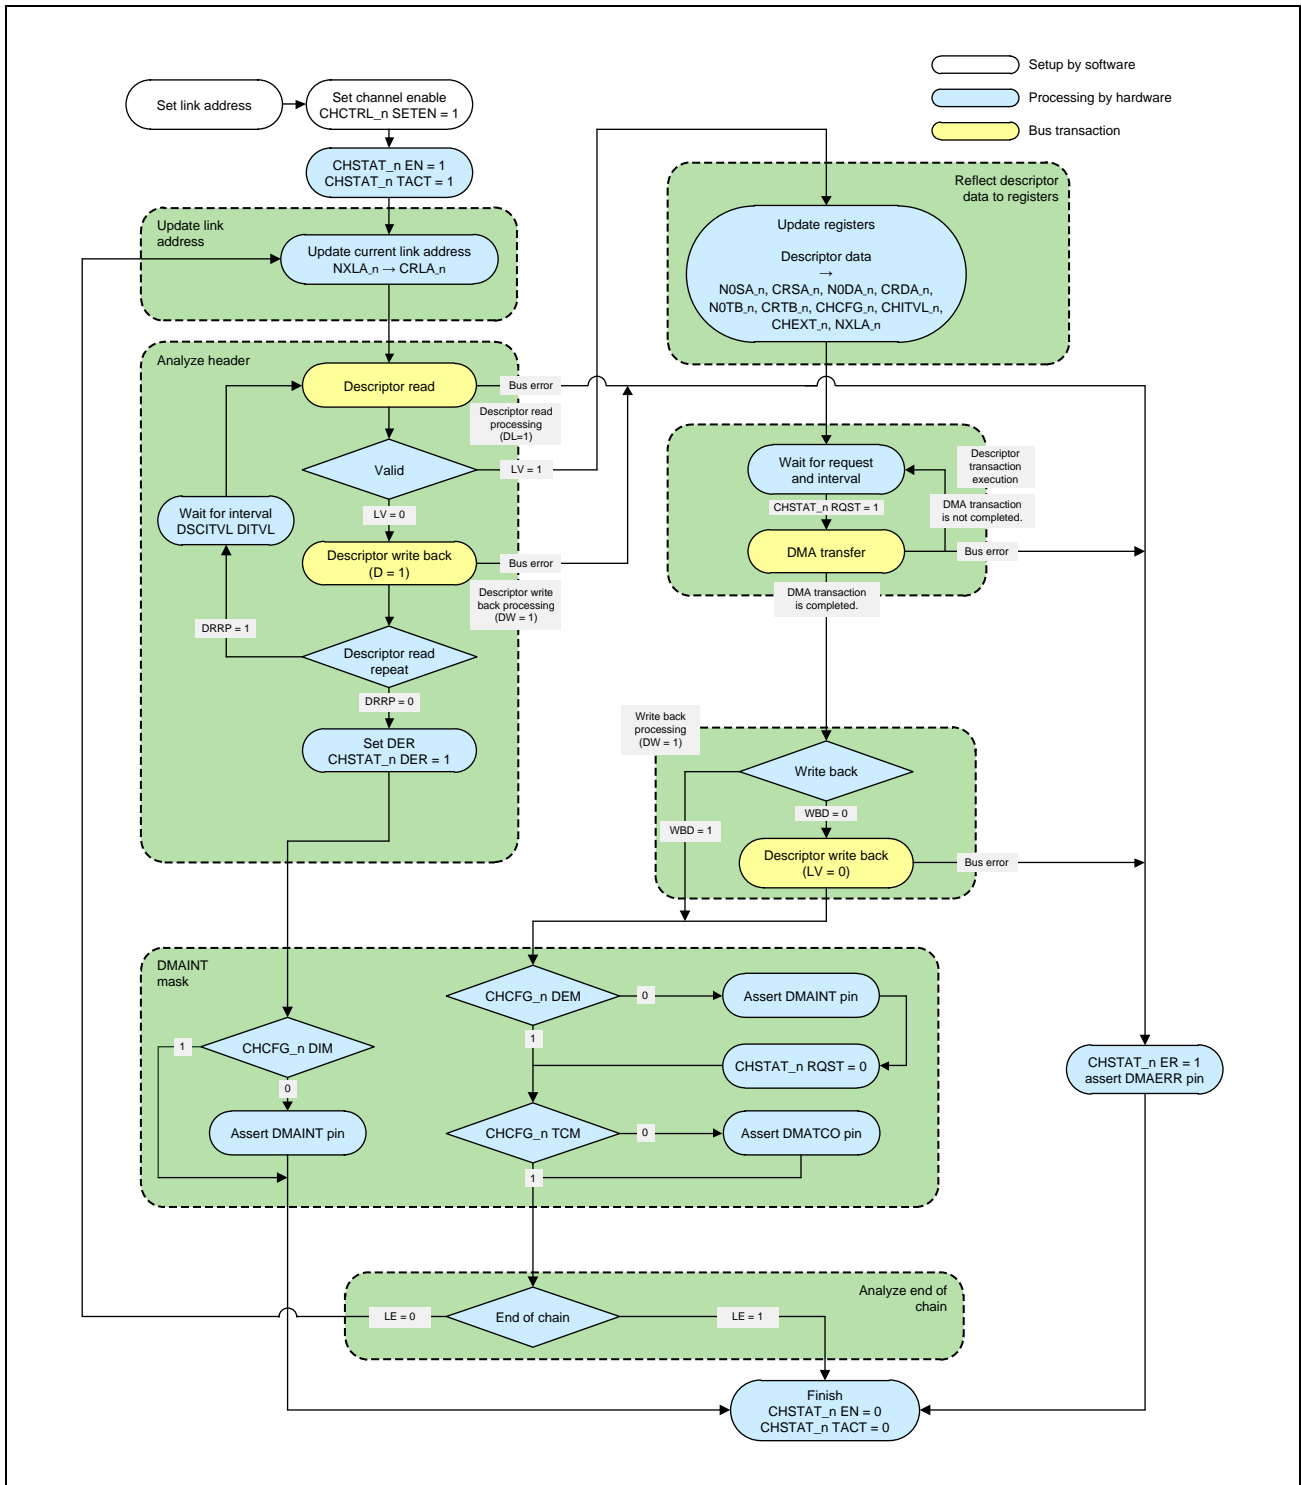 Setup by software
Processing by hardware
Bus transaction
Set link address
Set channel enable
CHCTRL_n SETEN = 1
CHSTAT_n EN = 1
CHSTAT_n TACT = 1
Update link
address
Update current link address
NXLA_n → CRLA_n
Reflect descriptor
data to registers
Update registers
Descriptor data
→
N0SA_n, CRSA_n, N0DA_n, CRDA_n,
N0TB_n, CRTB_n, CHCFG_n, CHITVL_n,
CHEXT_n, NXLA_n
Analyze header
Descriptor read
Bus error
Descriptor read
processing
(DL=1)
Valid
LV = 1
LV = 0
Wait for interval
DSCITVL DITVL
Descriptor write back
(D = 1)
Bus error
Descriptor write
back processing
(DW = 1)
DRRP = 1
Descriptor read
repeat
DRRP = 0
Set DER
CHSTAT_n DER = 1
Wait for request
and interval
Descriptor
transaction
execution
CHSTAT_n RQST = 1
DMA transaction
is not completed.
DMA transfer
Bus error
DMA transaction
is completed.
Write back
processing
(DW = 1)
Write back
WBD = 0
WBD = 1
Descriptor write back
(LV = 0)
Bus error
DMAINT
mask
CHCFG_n DEM
0
Assert DMAINT pin
1
CHSTAT_n RQST = 0
1
CHCFG_n DIM
0
Assert DMAINT pin
CHCFG_n TCM
0
Assert DMATCO pin
1
CHSTAT_n ER = 1
assert DMAERR pin
Analyze end of
chain
LE = 0
End of chain
LE = 1
Finish
CHSTAT_n EN = 0
CHSTAT_n TACT = 0